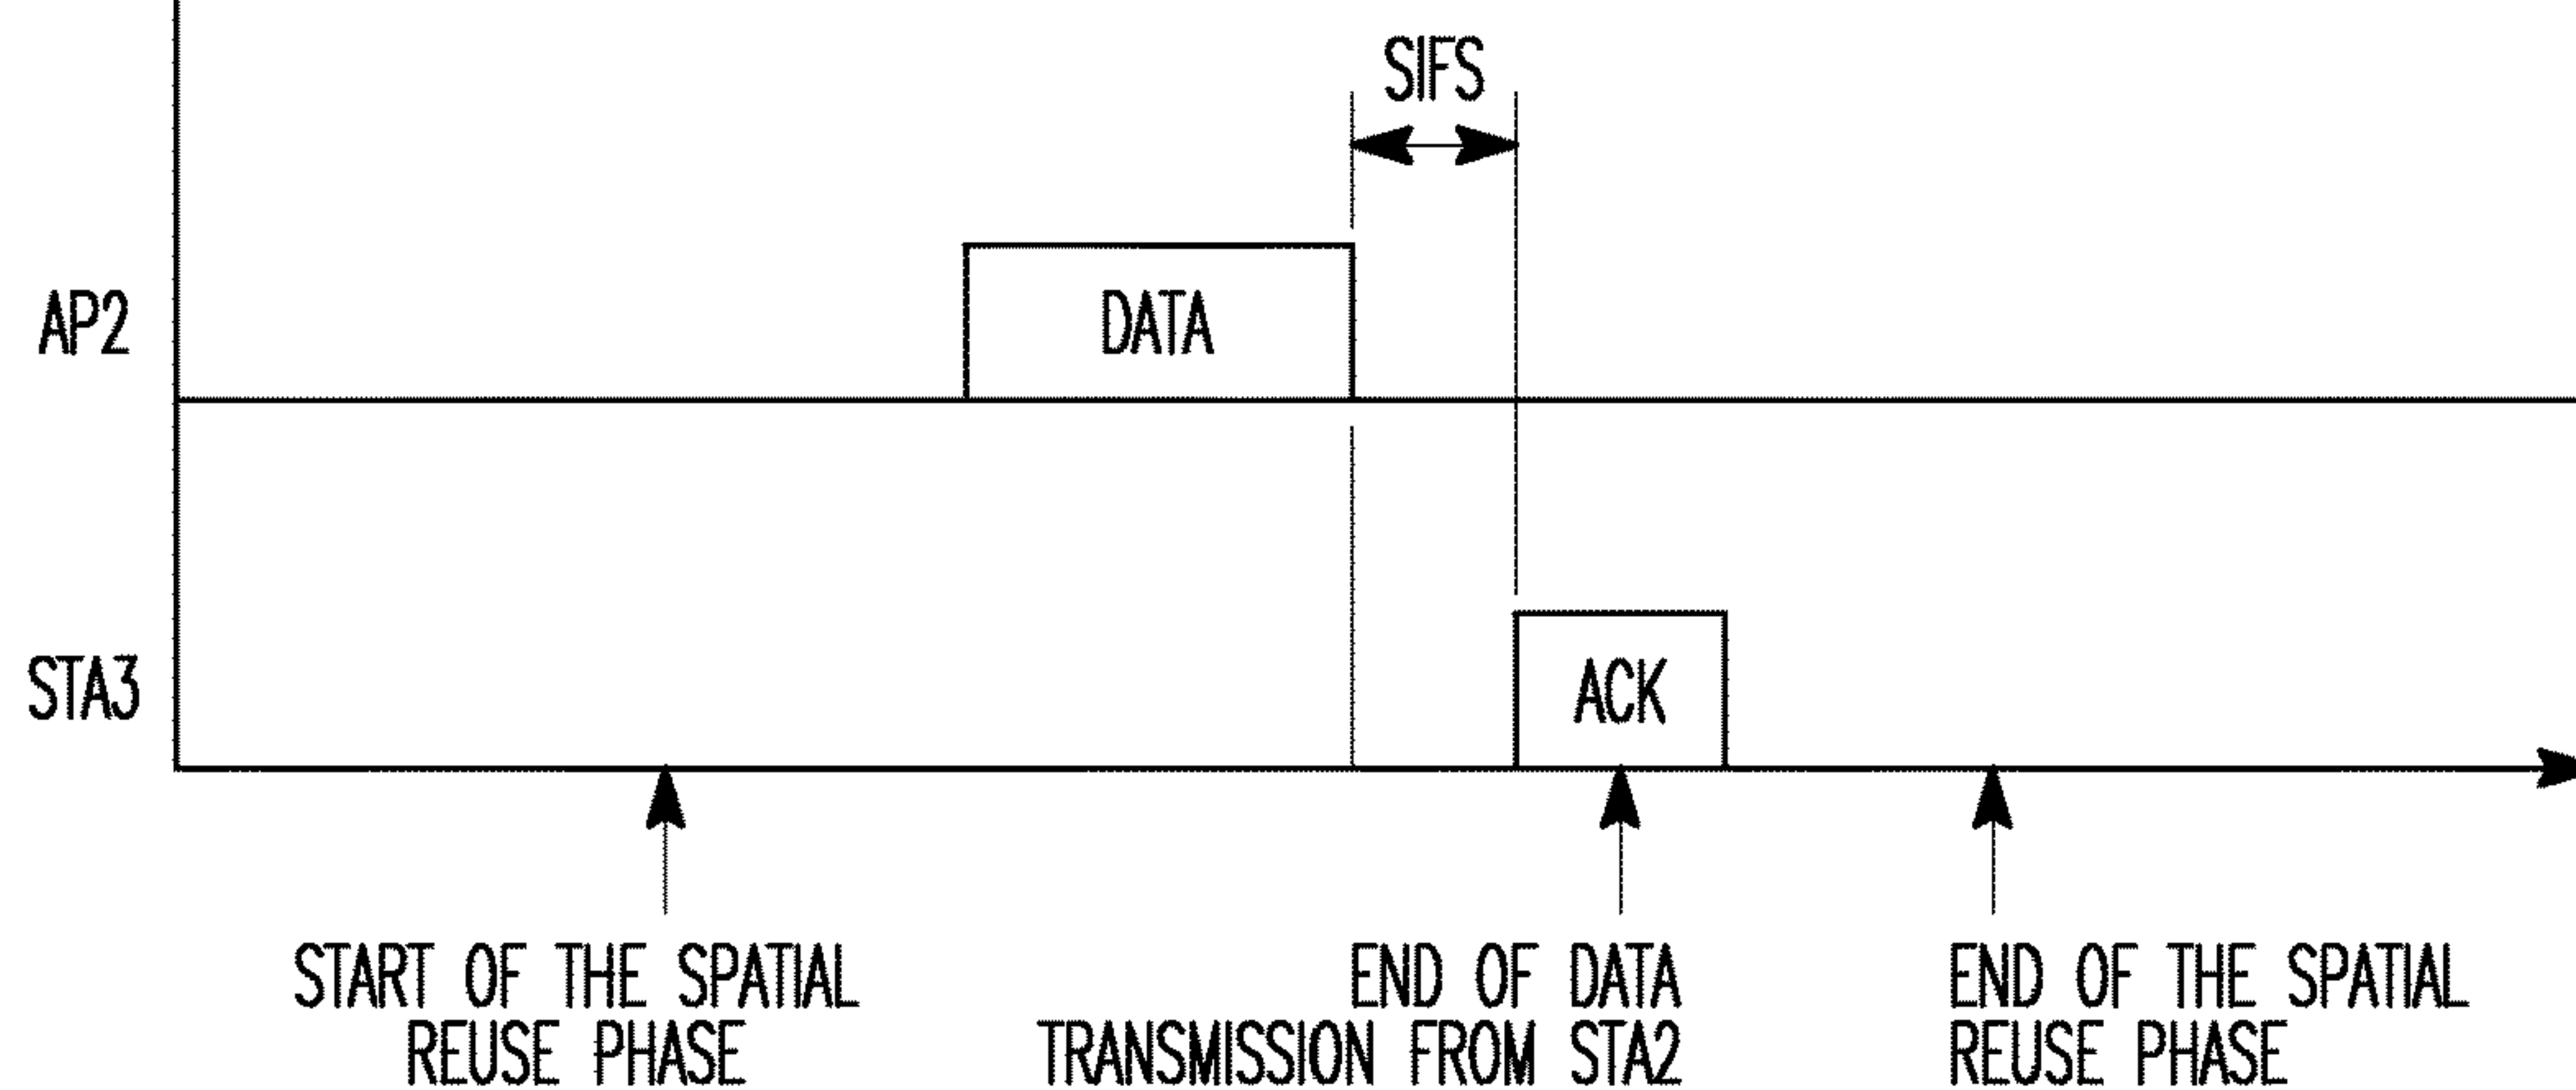 SIFS
AP2
DATA
STA3
ACK
START OF THE SPATIAL
REUSE PHASE
END OF DATA
TRANSMISSION FROM STA2
END OF THE SPATIAL
REUSE PHASE